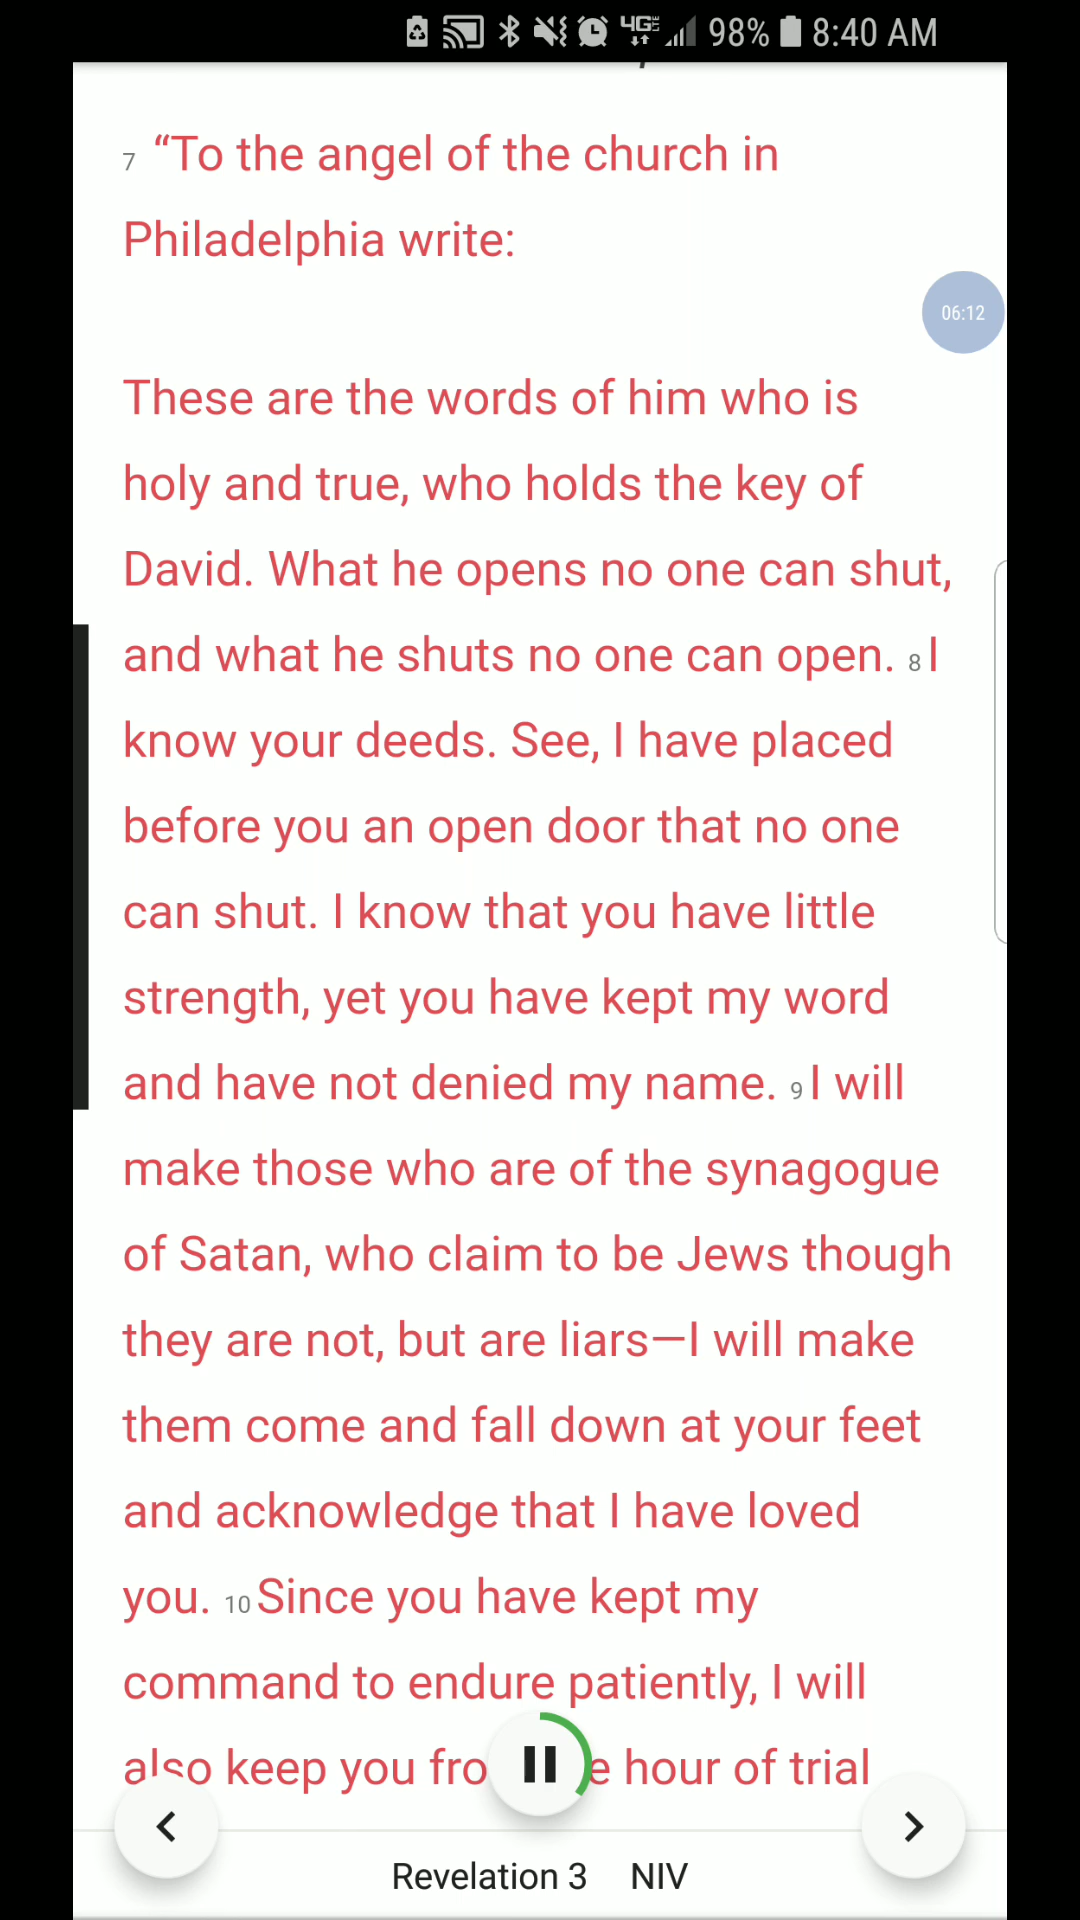 4G LTE 98% 8:40 AM
7 “To the angel of the church in
Philadelphia write:
06:12
These are the words of him who is
holy and true, who holds the key of
David. What he opens no one can shut,
and what he shuts no one can open. 8 I
know your deeds. See, I have placed
before you an open door that no one
can shut. I know that you have little
strength, yet you have kept my word
and have not denied my name. 9 I will
make those who are of the synagogue
of Satan, who claim to be Jews though
they are not, but are liars—I will make
them come and fall down at your feet
and acknowledge that I have loved
you. 10 Since you have kept my
command to endure patiently, I will
also keep you fro e hour of trial
Revelation 3 NIV